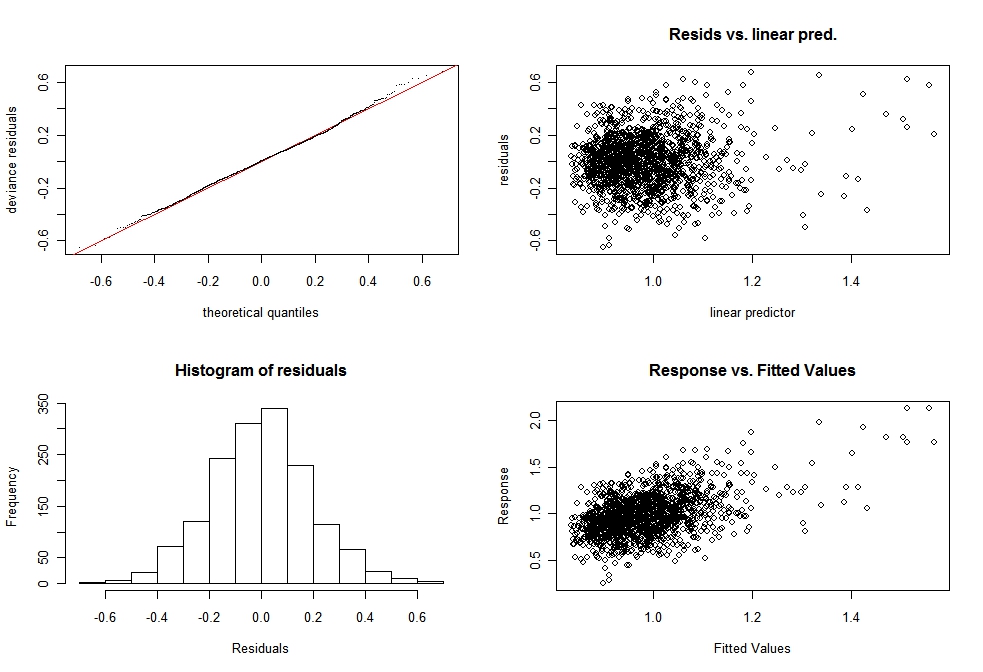 deviance residuals
0.6
0.2
-0.2
-0.6
-0.6 -0.4 -0.2 0.0 0.2 0.4 0.6
theoretical quantiles
Resids vs. linear pred.
residuals
0.6
0.2
-0.2
-0.6
1.0 1.2 1.4
linear predictor
Histogram of residuals
Frequency
350
250
150
50
0
-0.6 -0.4 -0.2 0.0 0.2 0.4 0.6
Residuals
Response vs. Fitted Values
Response
2.0
1.5
1.0
0.5
1.0 1.2 1.4
Fitted Values